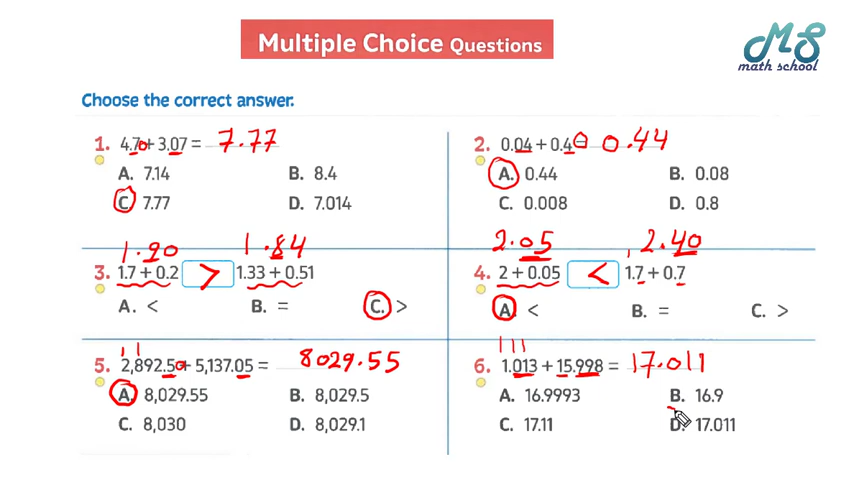 Multiple Choice Questions
MS
math school
Choose the correct answer.
1. 4.70 + 3.07 = 7.77
A. 7.14 B. 8.4
C. 7.77 D. 7.014
2. 0.04 + 0.40 = 0.44
A. 0.44 B. 0.08
C. 0.008 D. 0.8
1.90 1.84
3. 1.7 + 0.2 > 1.33 + 0.51
A. < B. = C. >
2.05 2.40
4. 2 + 0.05 < 1.7 + 0.7
A. < B. = C. >
5. 2,892.50 + 5,137.05 = 8029.55
A. 8,029.55 B. 8,029.5
C. 8,030 D. 8,029.1
6. 1.013 + 15.998 = 17.011
A. 16.9993 B. 16.9
C. 17.11 D. 17.011